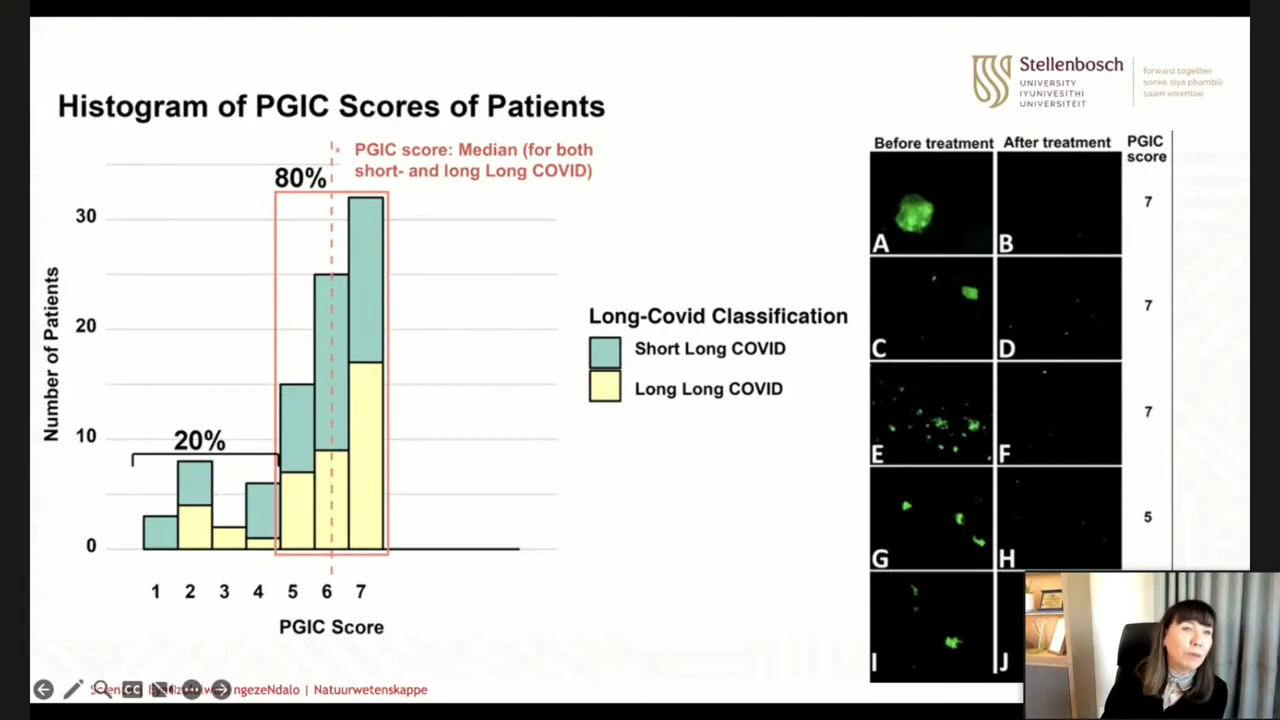 Stellenbosch
UNIVERSITY
IYUNIVESITHI
UNIVERSITEIT
forward together
sonke siya phambili
saam vorentoe
Histogram of PGIC Scores of Patients
PGIC score: Median (for both
short- and long Long COVID)
80%
20%
Number of Patients
30
20
10
0
1 2 3 4 5 6 7
PGIC Score
Long-Covid Classification
Short Long COVID
Long Long COVID
Before treatment After treatment PGIC
score
A B 7
C D 7
E F 7
G H 5
I J
CC
ngezeNdalo | Natuurwetenskappe